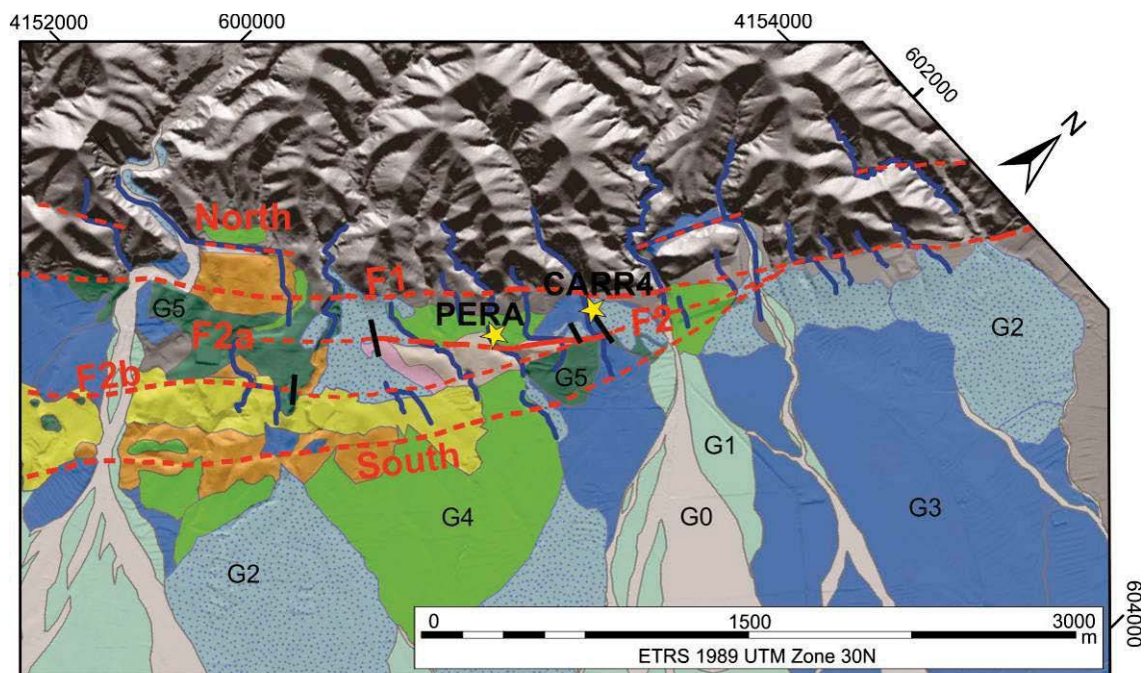 4152000
600000
4154000
602000
N
North
F1
CARR4
PERA
F2
G5
F2a
G2
F2b
G5
G1
South
G4
G0
G3
G2
604000
0 1500 3000
m
ETRS 1989 UTM Zone 30N